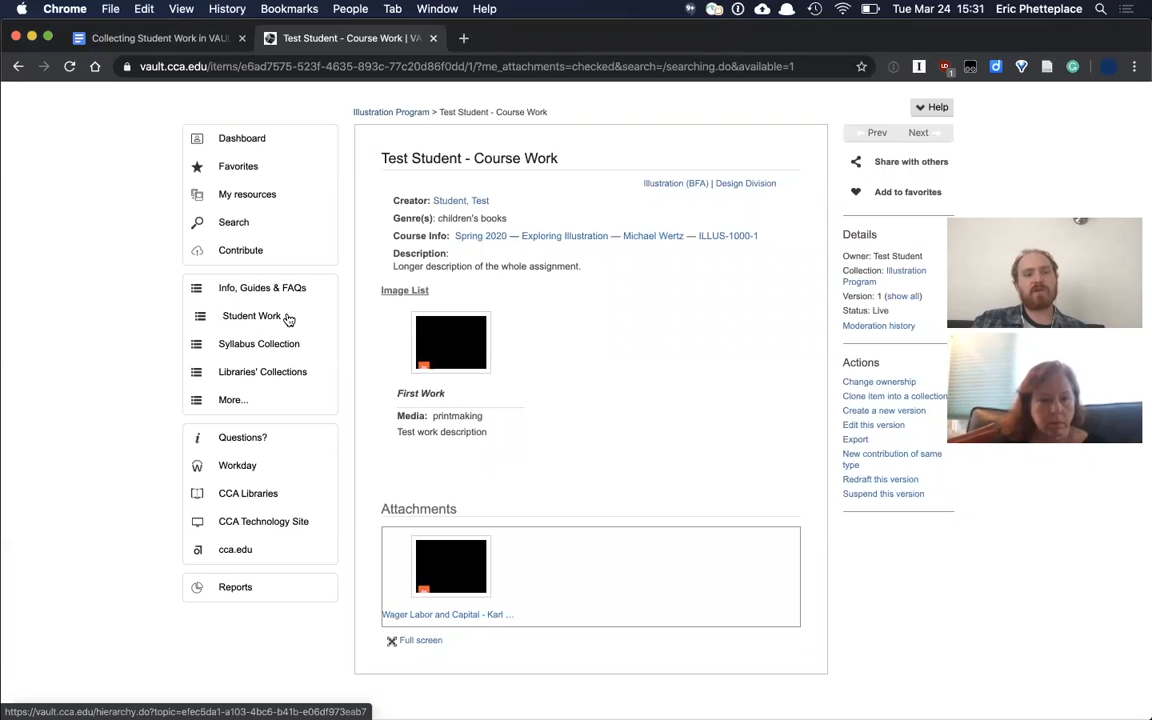 Chrome File Edit View History Bookmarks People Tab Window Help Tue Mar 24 15:31 Eric Phetteplace
Collecting Student Work in VAUL Test Student - Course Work | VA
vault.cca.edu/items/e6ad7575-523f-4635-893c-77c20d86f0dd/1/?me_attachments=checked&search=/searching.do&available=1
Illustration Program > Test Student - Course Work
Help
Dashboard
Favorites
My resources
Search
Contribute
Info, Guides & FAQs
Student Work
Syllabus Collection
Libraries' Collections
More...
Questions?
Workday
CCA Libraries
CCA Technology Site
cca.edu
Reports
Test Student - Course Work
Illustration (BFA) | Design Division
Creator: Student, Test
Genre(s): children's books
Course Info: Spring 2020 — Exploring Illustration — Michael Wertz — ILLUS-1000-1
Description:
Longer description of the whole assignment.
Image List
First Work
Media: printmaking
Test work description
Attachments
Wager Labor and Capital - Karl ...
Full screen
Prev Next
Share with others
Add to favorites
Details
Owner: Test Student
Collection: Illustration
Program
Version: 1 (show all)
Status: Live
Moderation history
Actions
Change ownership
Clone item into a collection
Create a new version
Edit this version
Export
New contribution of same
type
Redraft this version
Suspend this version
https://vault.cca.edu/hierarchy.do?topic=efec5da1-a103-4bc6-b41b-e06df973eab7